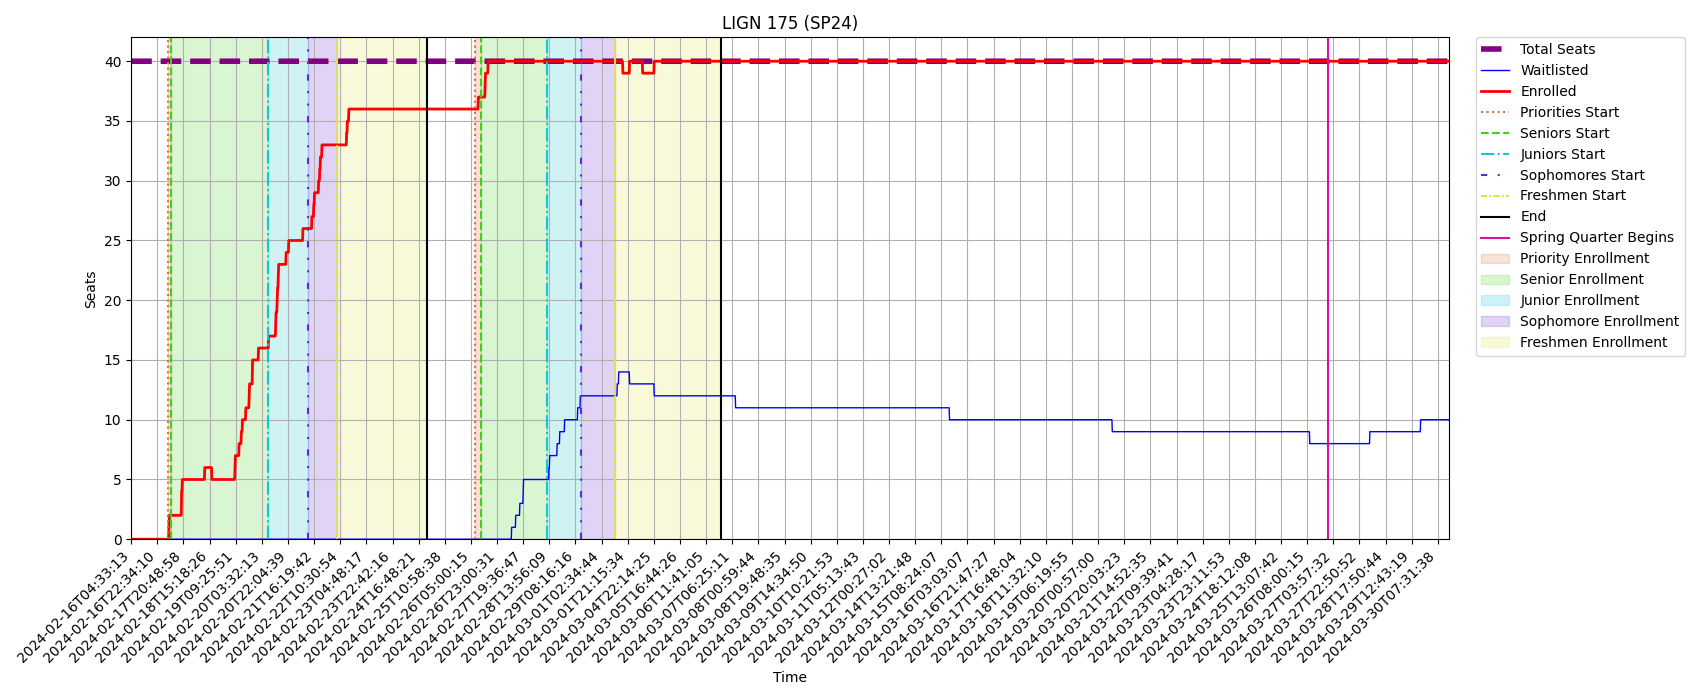 LIGN 175 (SP24)
Seats
40
35
30
25
20
15
10
5
0
2024-02-16T04:33:13
2024-02-16T22:34:10
2024-02-17T20:48:58
2024-02-18T15:18:26
2024-02-19T09:25:51
2024-02-20T03:32:13
2024-02-20T22:04:39
2024-02-21T16:19:42
2024-02-22T10:30:54
2024-02-23T04:48:17
2024-02-23T22:42:16
2024-02-24T16:48:21
2024-02-25T10:58:38
2024-02-26T05:00:15
2024-02-26T23:00:31
2024-02-27T19:36:47
2024-02-28T13:56:09
2024-02-29T08:16:16
2024-03-01T02:34:44
2024-03-01T21:15:34
2024-03-04T22:14:25
2024-03-05T16:44:26
2024-03-06T11:41:05
2024-03-07T06:25:11
2024-03-08T00:59:44
2024-03-08T19:48:35
2024-03-09T14:34:50
2024-03-10T10:21:53
2024-03-11T05:13:43
2024-03-12T00:27:02
2024-03-14T13:21:48
2024-03-15T08:24:07
2024-03-16T03:03:07
2024-03-16T21:47:27
2024-03-17T16:48:04
2024-03-18T11:32:10
2024-03-19T06:19:55
2024-03-20T00:57:00
2024-03-20T20:03:23
2024-03-21T14:52:35
2024-03-22T09:39:41
2024-03-23T04:28:17
2024-03-23T23:11:53
2024-03-24T18:12:08
2024-03-25T13:07:42
2024-03-26T08:00:15
2024-03-27T03:57:32
2024-03-27T22:50:52
2024-03-28T17:50:44
2024-03-29T12:43:19
2024-03-30T07:31:38
Time
Total Seats
Waitlisted
Enrolled
Priorities Start
Seniors Start
Juniors Start
Sophomores Start
Freshmen Start
End
Spring Quarter Begins
Priority Enrollment
Senior Enrollment
Junior Enrollment
Sophomore Enrollment
Freshmen Enrollment